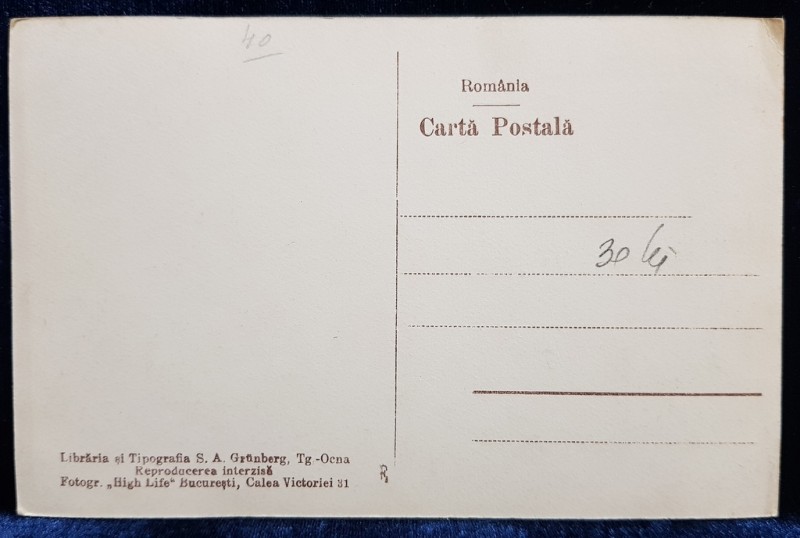 40
România
Cartă Postală
30 lei
Librăria și Tipografia S. A. Grünberg, Tg-Ocna
Reproducerea interzisă
Fotogr. „High Life“ București, Calea Victoriei 31